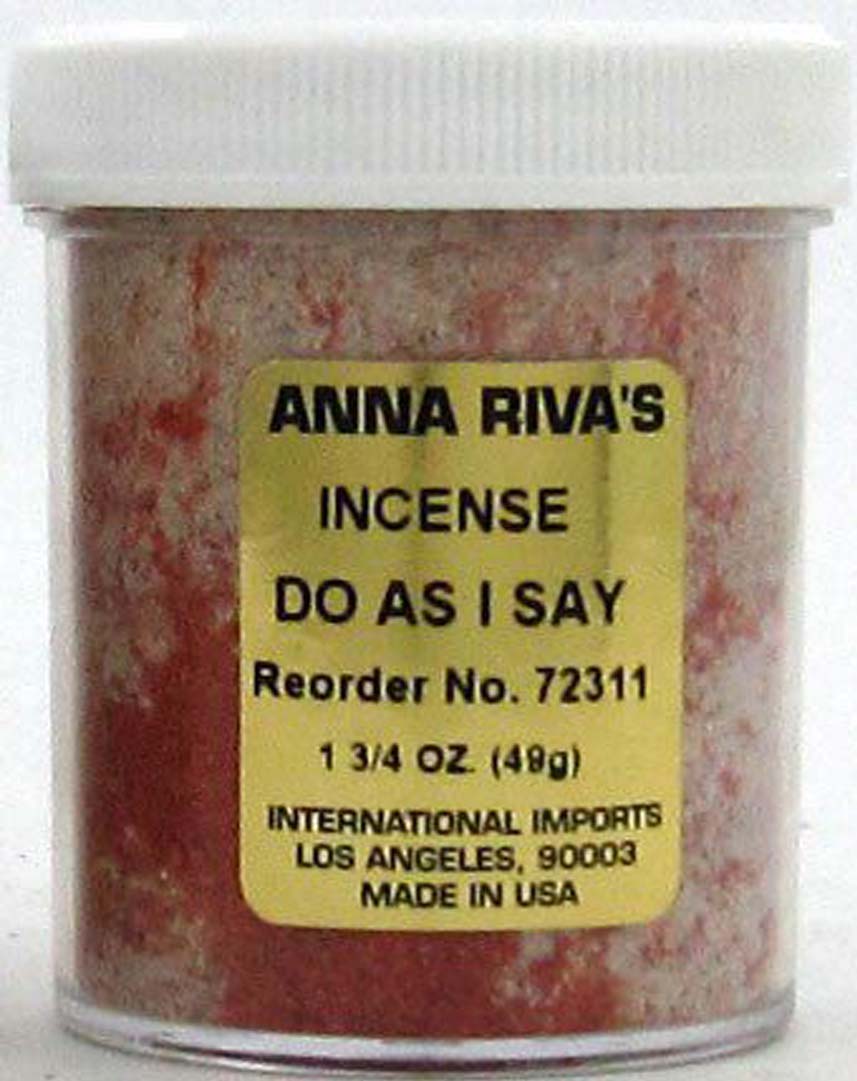 ANNA RIVA'S
INCENSE
DO AS I SAY
Reorder No. 72311
1 3/4 OZ. (49g)
INTERNATIONAL IMPORTS
LOS ANGELES, 90003
MADE IN USA